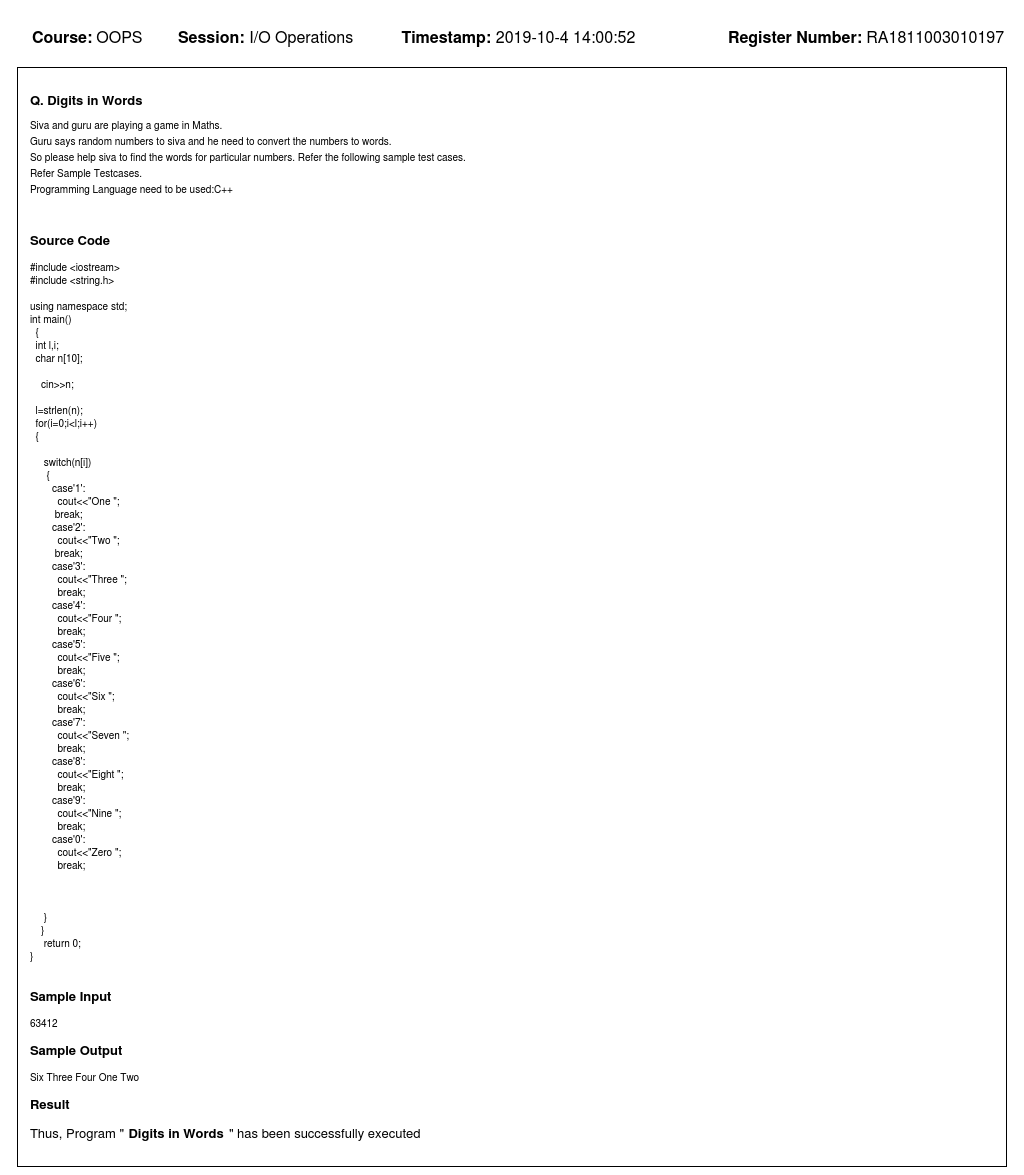 Course: OOPS Session: I/O Operations Timestamp: 2019-10-4 14:00:52 Register Number: RA1811003010197
Q. Digits in Words
Siva and guru are playing a game in Maths.
Guru says random numbers to siva and he need to convert the numbers to words.
So please help siva to find the words for particular numbers. Refer the following sample test cases.
Refer Sample Testcases.
Programming Language need to be used:C++
Source Code
#include <iostream>
#include <string.h>
using namespace std;
int main()
{
int l,i;
char n[10];
cin>>n;
l=strlen(n);
for(i=0;i<l;i++)
{
switch(n[i])
{
case'1':
cout<<"One ";
break;
case'2':
cout<<"Two ";
break;
case'3':
cout<<"Three ";
break;
case'4':
cout<<"Four ";
break;
case'5':
cout<<"Five ";
break;
case'6':
cout<<"Six ";
break;
case'7':
cout<<"Seven ";
break;
case'8':
cout<<"Eight ";
break;
case'9':
cout<<"Nine ";
break;
case'0':
cout<<"Zero ";
break;
}
}
return 0;
}
Sample Input
63412
Sample Output
Six Three Four One Two
Result
Thus, Program " Digits in Words " has been successfully executed